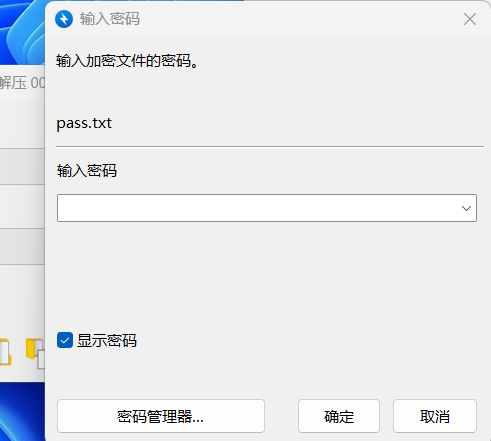 输入密码
输入加密文件的密码。
解压 00
pass.txt
输入密码
显示密码
密码管理器...
确定
取消